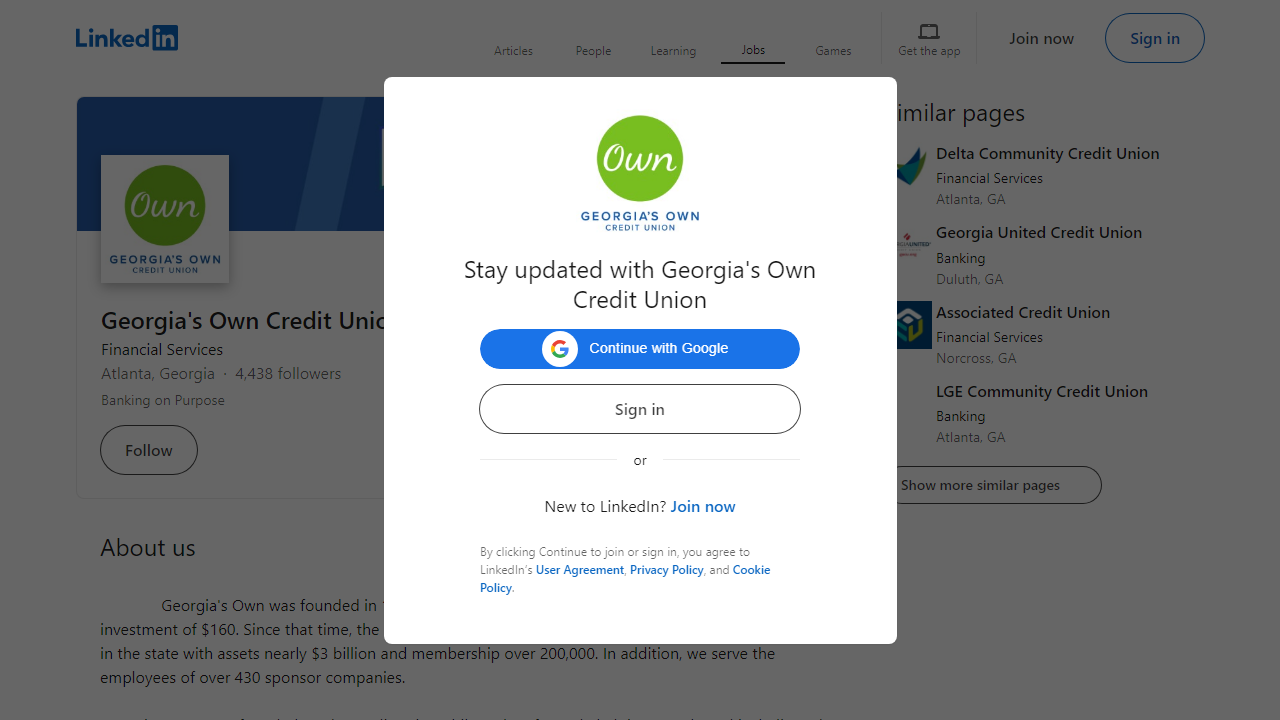 Linkedin
Articles
People
Learning
Jobs
Games
Get the app
Join now
Sign in
Own
GEORGIA'S OWN
CREDIT UNION
Georgia's Own Credit
Financial Services
Atlanta, Georgia · 4,438 followers
Banking on Purpose
Follow
About us
Georgia's Own was founded in
investment of $160. Since that time, the
in the state with assets nearly $3 billion and membership over 200,000. In addition, we serve the
employees of over 430 sponsor companies.
Own
GEORGIA'S OWN
CREDIT UNION
Stay updated with Georgia's Own
Credit Union
Continue with Google
Sign in
or
New to LinkedIn? Join now
By clicking Continue to join or sign in, you agree to
LinkedIn's User Agreement, Privacy Policy, and Cookie
Policy.
imilar pages
Delta Community Credit Union
Financial Services
Atlanta, GA
Georgia United Credit Union
Banking
Duluth, GA
Associated Credit Union
Financial Services
Norcross, GA
LGE Community Credit Union
Banking
Atlanta, GA
Show more similar pages